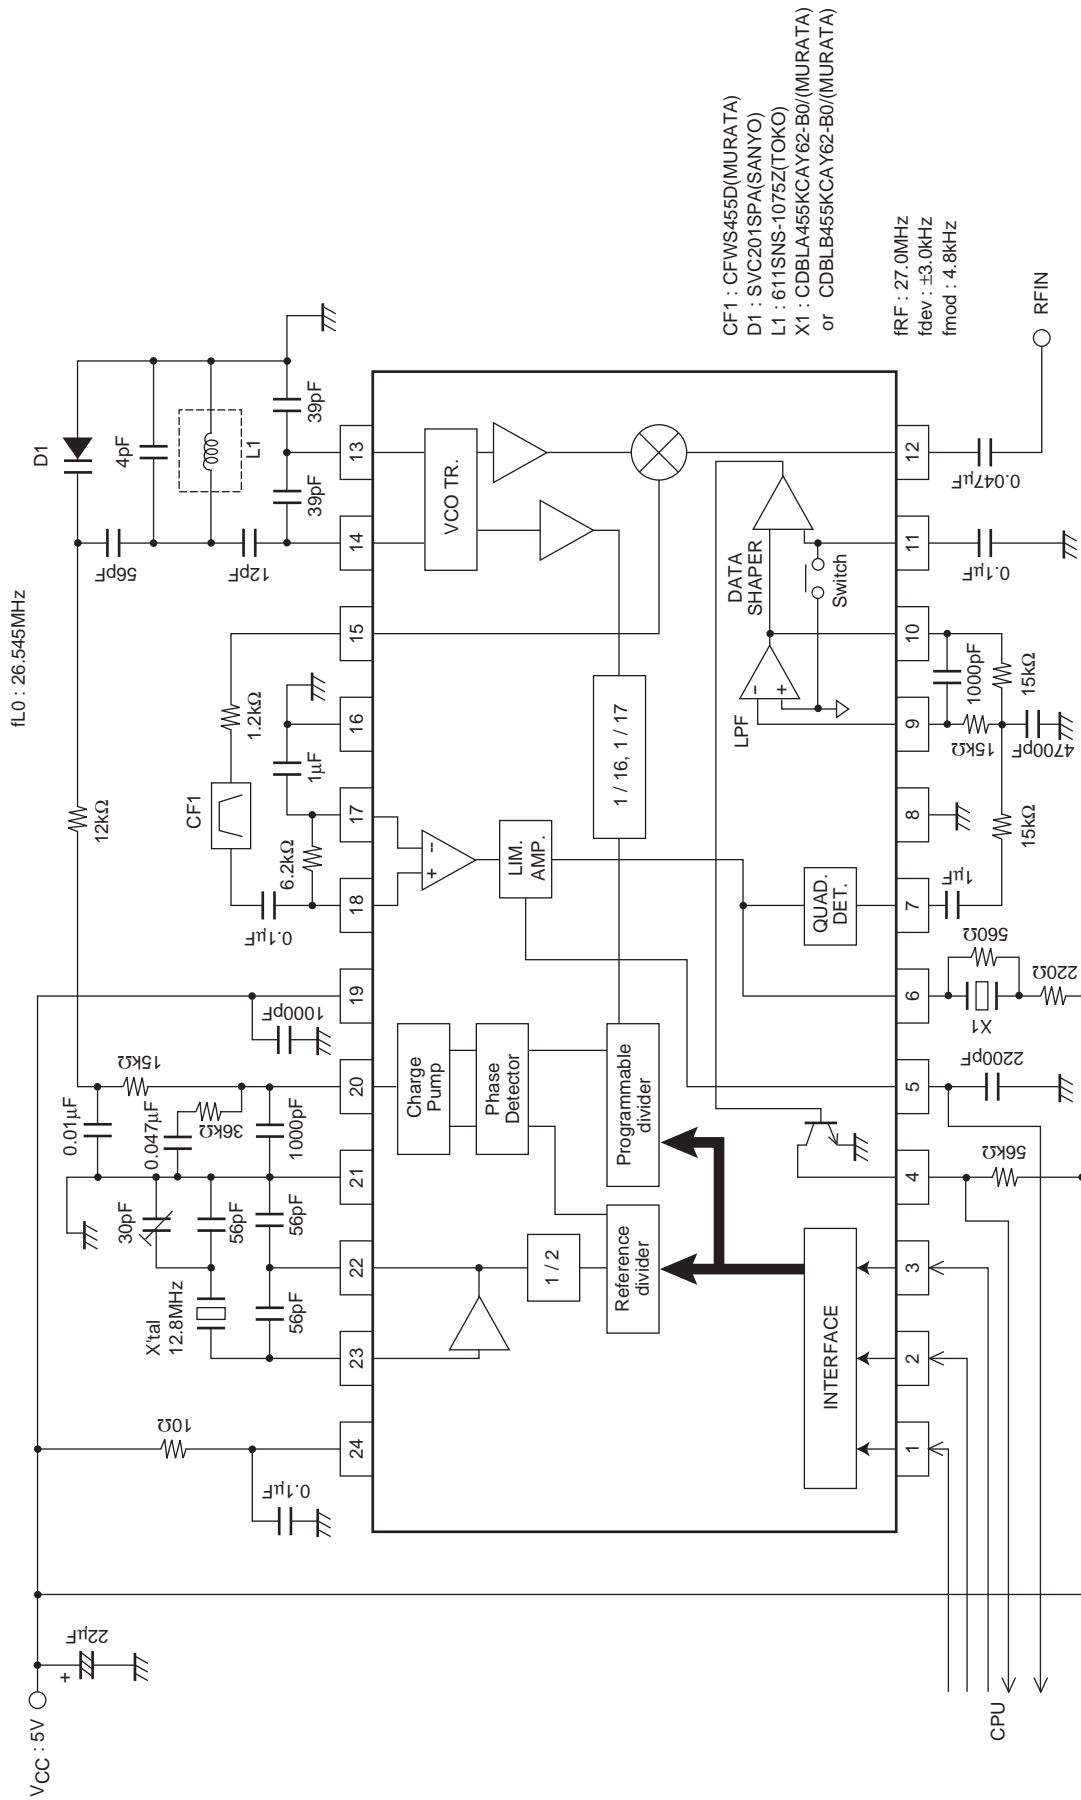 fL0 : 26.545MHz
VCC : 5V
+
22µF
10Ω
0.1µF
X'tal
12.8MHz
30pF
56pF
56pF
56pF
0.01µF
0.047µF
15kΩ
36kΩ
1000pF
1000pF
12kΩ
CF1
1.2kΩ
0.1µF
6.2kΩ
1µF
D1
56pF
4pF
L1
12pF
39pF
39pF
24
23
22
21
20
19
18
17
16
15
14
13
Charge
Pump
Phase
Detector
1 / 2
Reference
divider
Programmable
divider
+
−
LIM.
AMP.
1 / 16, 1 / 17
VCO TR.
INTERFACE
QUAD.
DET.
LPF
−
+
DATA
SHAPER
Switch
1
2
3
4
5
6
7
8
9
10
11
12
CPU
56kΩ
2200pF
X1
560Ω
220Ω
1µF
15kΩ
15kΩ
4700pF
1000pF
15kΩ
0.1µF
0.047µF
RFIN
CF1 : CFWS455D(MURATA)
D1 : SVC201SPA(SANYO)
L1 : 611SNS-1075Z(TOKO)
X1 : CDBLA455KCAY62-B0/(MURATA)
or CDBLB455KCAY62-B0/(MURATA)
fRF : 27.0MHz
fdev : ±3.0kHz
fmod : 4.8kHz